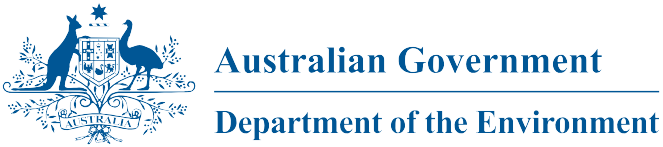 Australian Government
Department of the Environment
AUSTRALIA